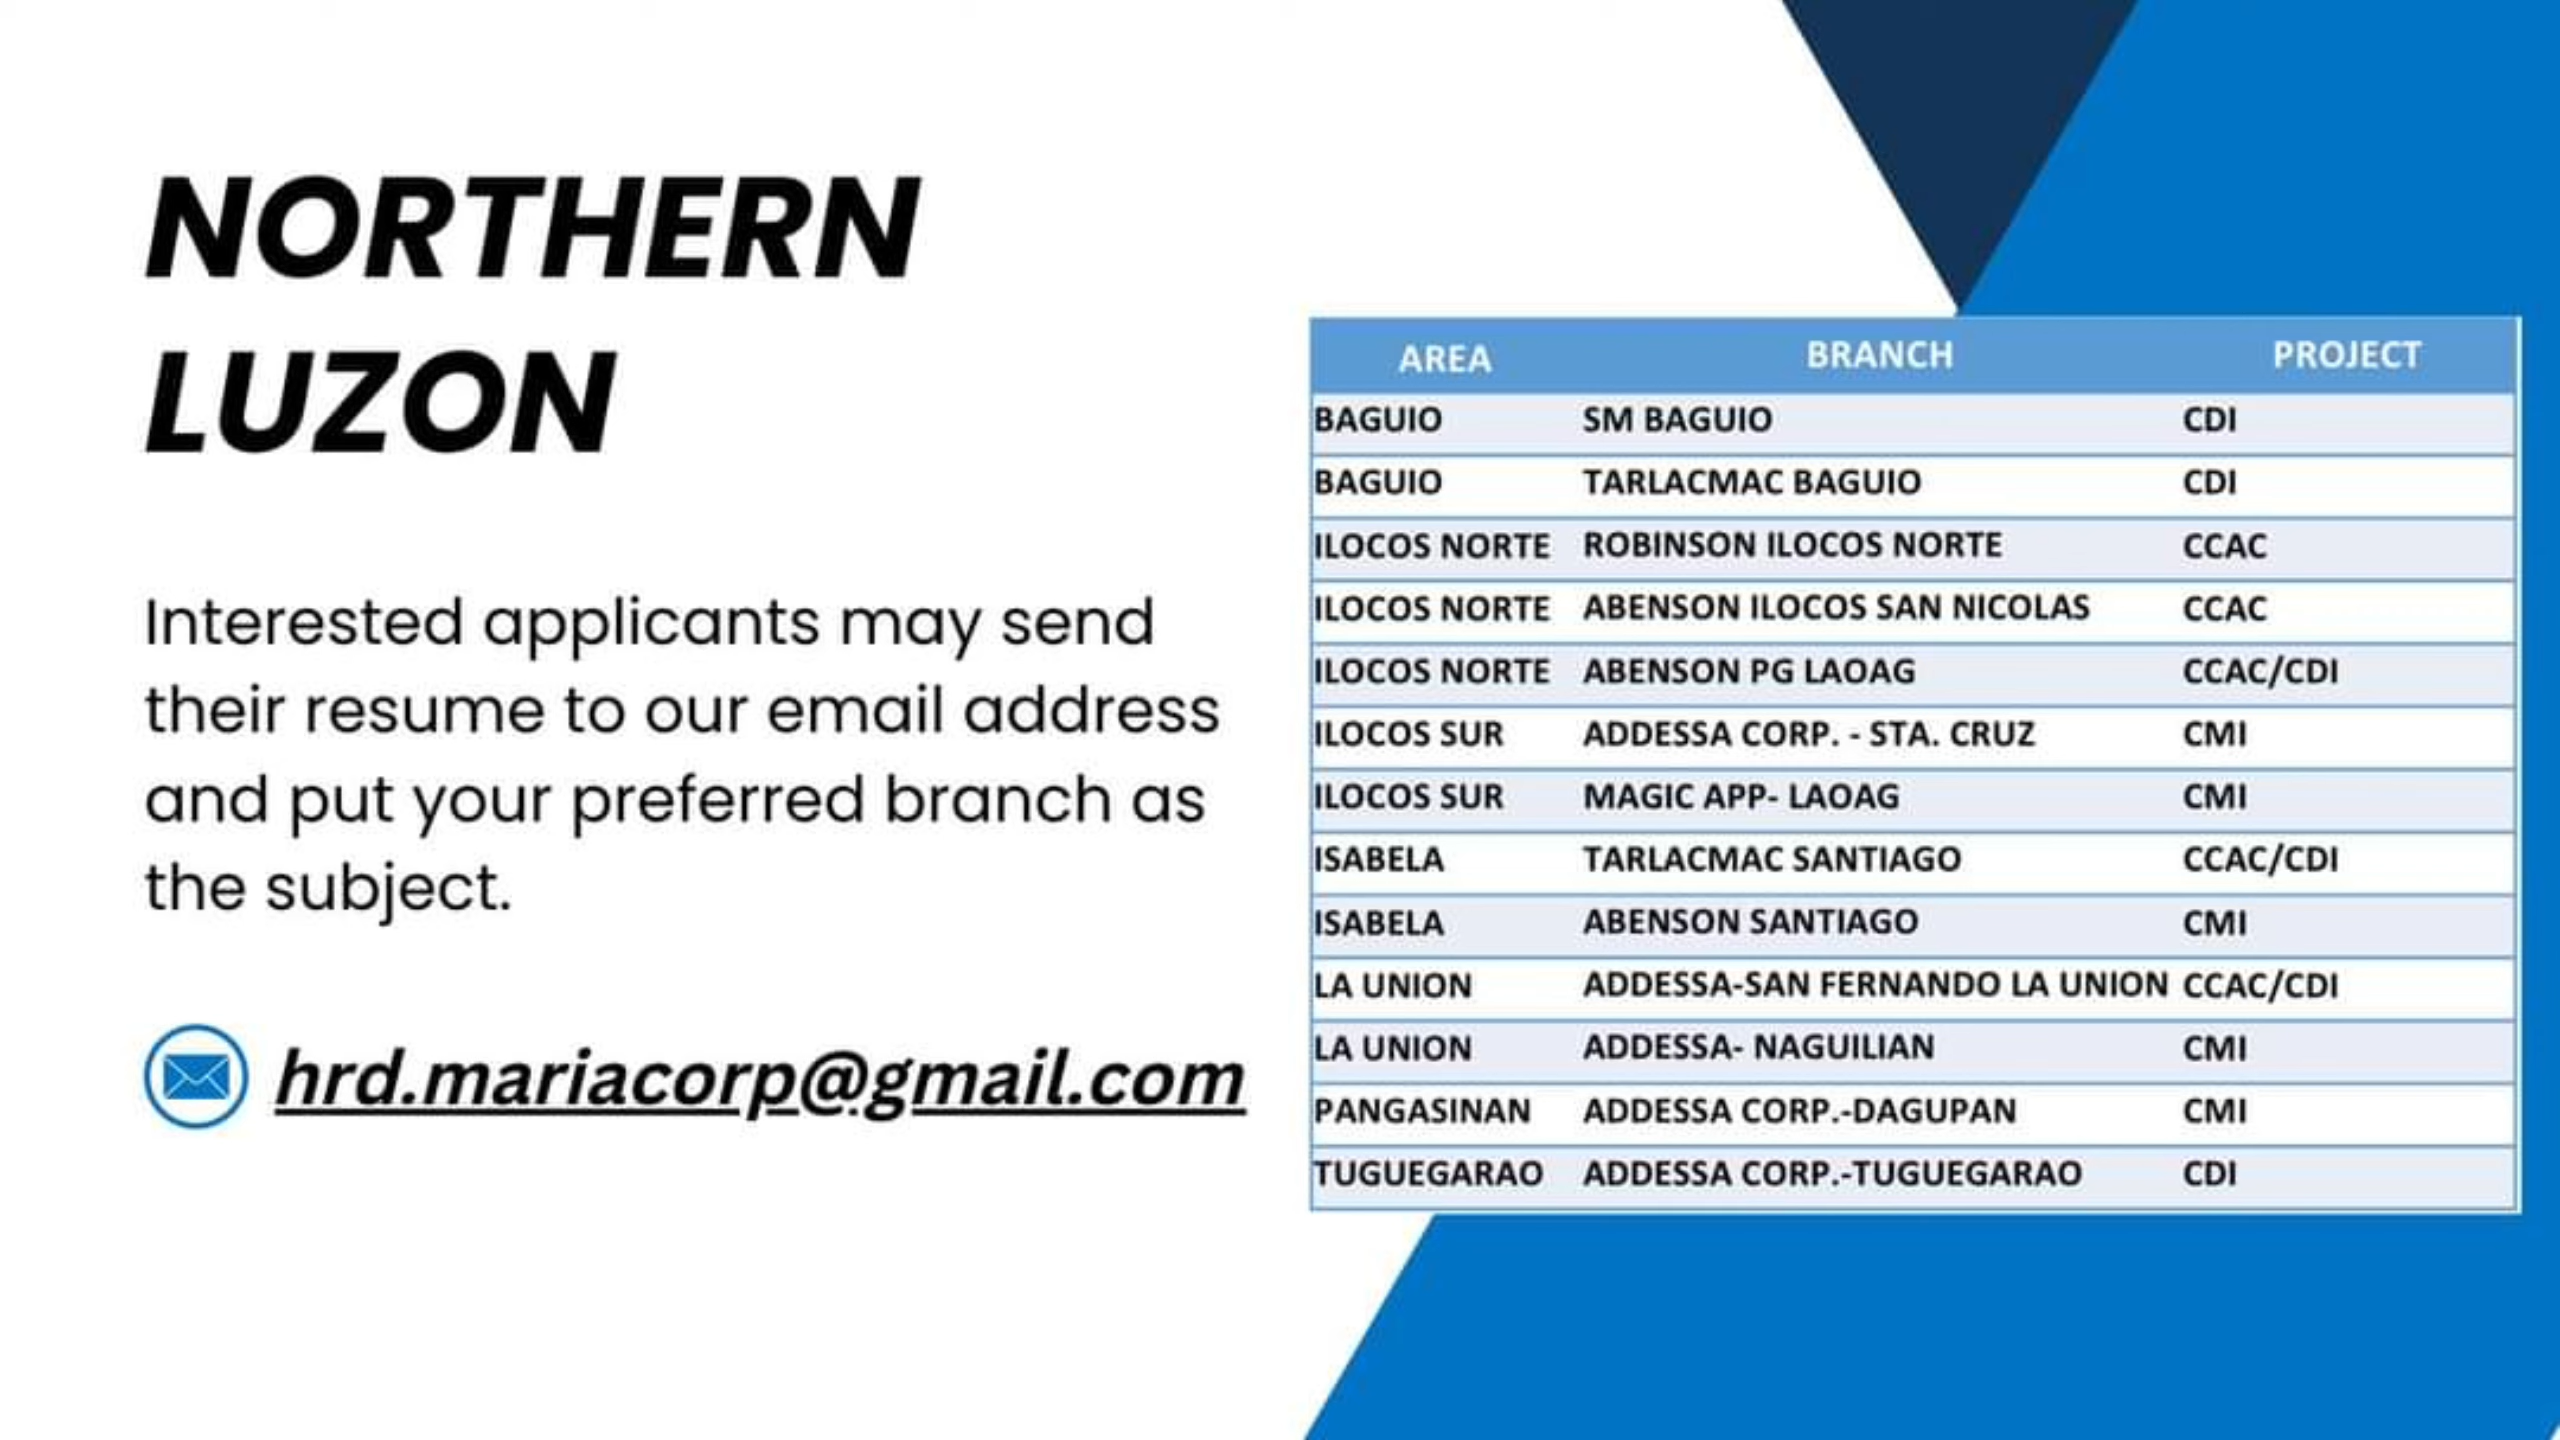 NORTHERN
LUZON
Interested applicants may send
their resume to our email address
and put your preferred branch as
the subject.
hrd.mariacorp@gmail.com
AREA BRANCH PROJECT
BAGUIO SM BAGUIO CDI
BAGUIO TARLACMAC BAGUIO CDI
ILOCOS NORTE ROBINSON ILOCOS NORTE CCAC
ILOCOS NORTE ABENSON ILOCOS SAN NICOLAS CCAC
ILOCOS NORTE ABENSON PG LAOAG CCAC/CDI
ILOCOS SUR ADDESSA CORP. - STA. CRUZ CMI
ILOCOS SUR MAGIC APP- LAOAG CMI
ISABELA TARLACMAC SANTIAGO CCAC/CDI
ISABELA ABENSON SANTIAGO CMI
LA UNION ADDESSA-SAN FERNANDO LA UNION CCAC/CDI
LA UNION ADDESSA- NAGUILIAN CMI
PANGASINAN ADDESSA CORP.-DAGUPAN CMI
TUGUEGARAO ADDESSA CORP.-TUGUEGARAO CDI